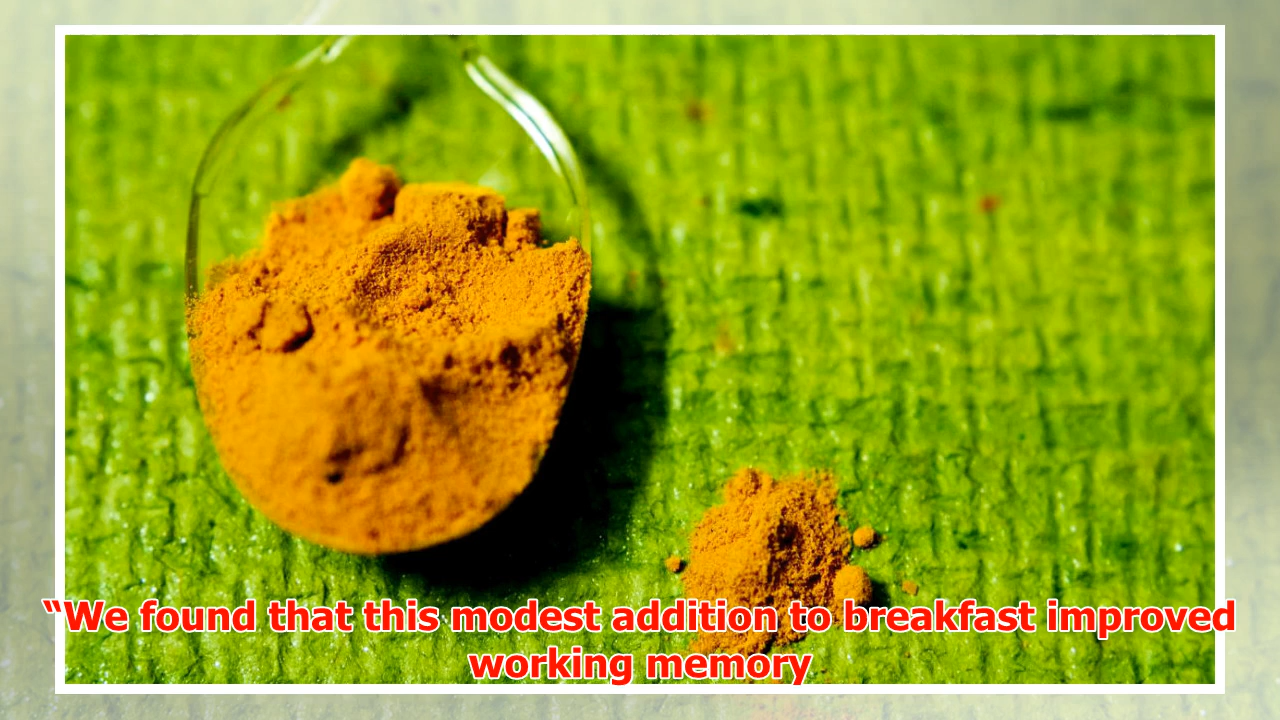 “We found that this modest addition to breakfast improved
working memory